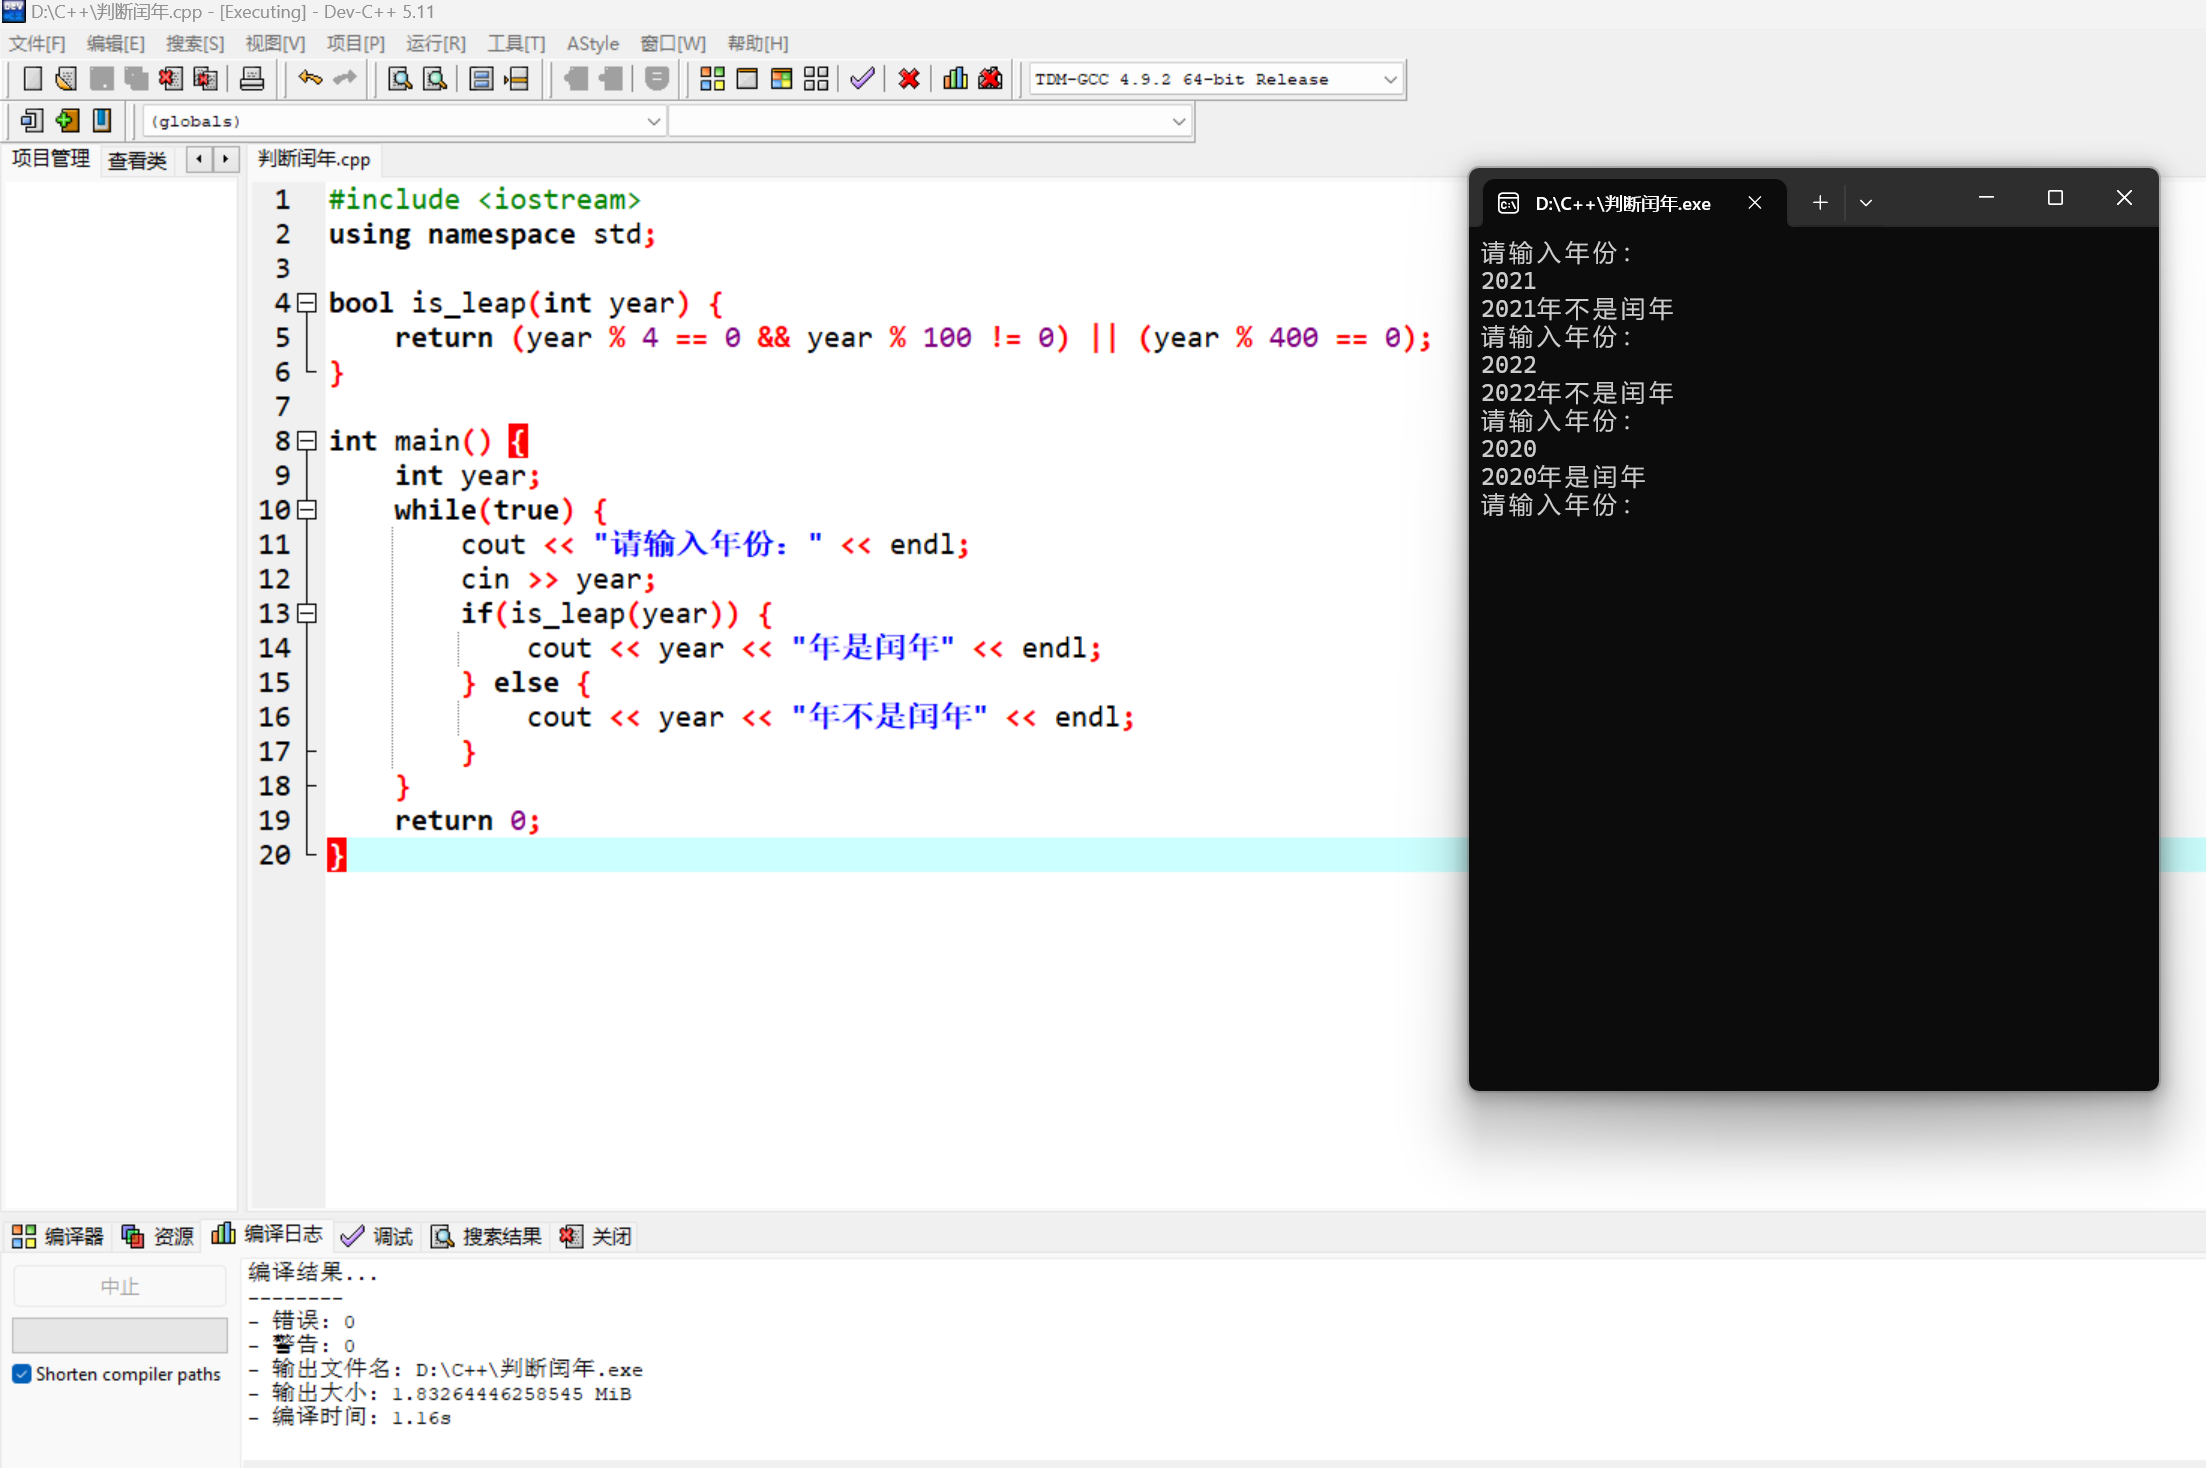 D:\C++\判断闰年.cpp - [Executing] - Dev-C++ 5.11
文件[F] 编辑[E] 搜索[S] 视图[V] 项目[P] 运行[R] 工具[T] AStyle 窗口[W] 帮助[H]
TDM-GCC 4.9.2 64-bit Release
(globals)
项目管理 查看类
判断闰年.cpp
1 #include <iostream>
2 using namespace std;
3
4 bool is_leap(int year) {
5     return (year % 4 == 0 && year % 100 != 0) || (year % 400 == 0);
6 }
7
8 int main() {
9     int year;
10     while(true) {
11         cout << "请输入年份：" << endl;
12         cin >> year;
13         if(is_leap(year)) {
14             cout << year << "年是闰年" << endl;
15         } else {
16             cout << year << "年不是闰年" << endl;
17         }
18     }
19     return 0;
20 }
D:\C++\判断闰年.exe
请输入年份：
2021
2021年不是闰年
请输入年份：
2022
2022年不是闰年
请输入年份：
2020
2020年是闰年
请输入年份：
编译器 资源 编译日志 调试 搜索结果 关闭
中止
Shorten compiler paths
编译结果...
--------
- 错误: 0
- 警告: 0
- 输出文件名: D:\C++\判断闰年.exe
- 输出大小: 1.83264446258545 MiB
- 编译时间: 1.16s